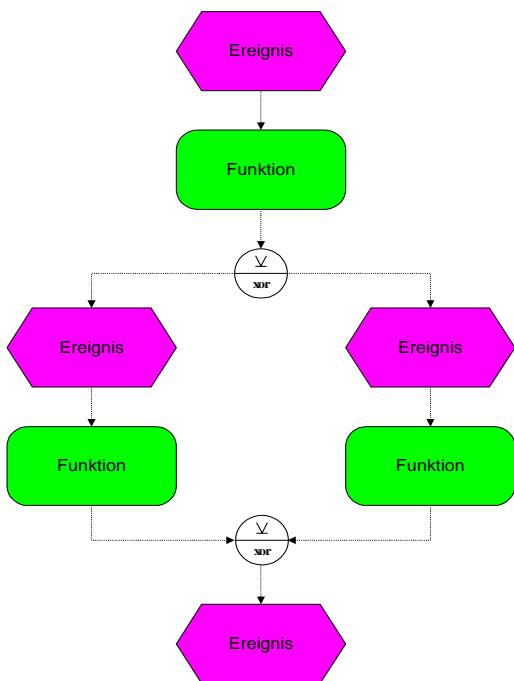 Ereignis
Funktion
xor
Ereignis
Ereignis
Funktion
Funktion
xor
Ereignis